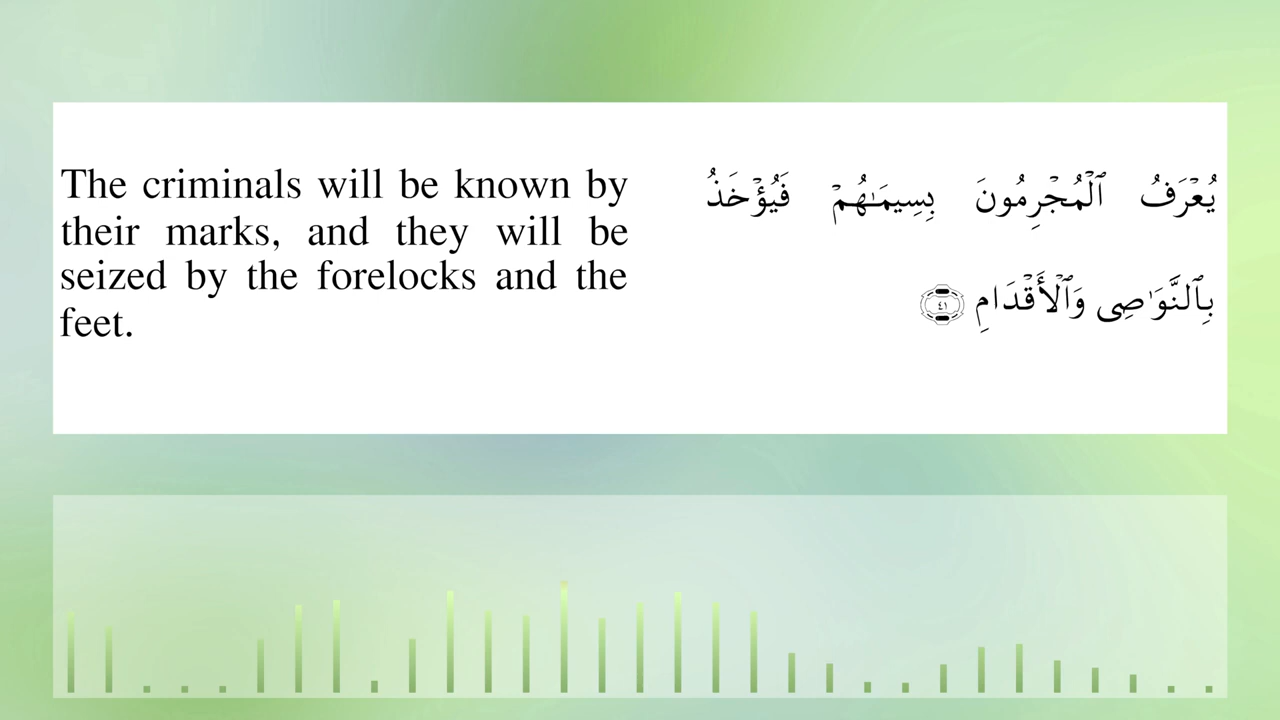 The criminals will be known by
their marks, and they will be
seized by the forelocks and the
feet.
يُعْرَفُ ٱلْمُجْرِمُونَ بِسِيمَـٰهُمْ فَيُؤْخَذُ
بِٱلنَّوَٰصِى وَٱلْأَقْدَامِ ٤١